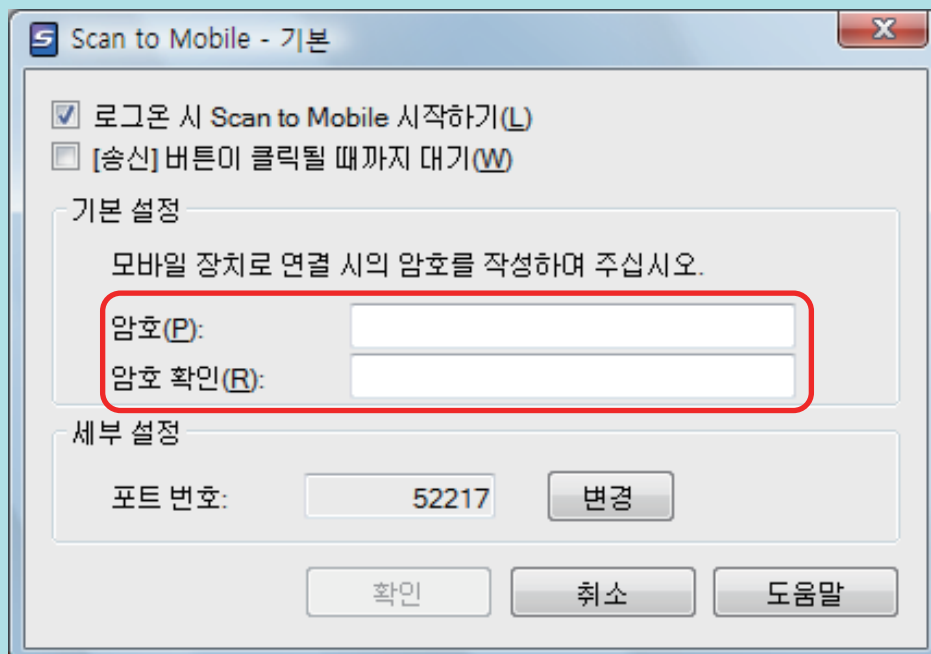 Scan to Mobile - 기본
로그온 시 Scan to Mobile 시작하기(L)
[송신] 버튼이 클릭될 때까지 대기(W)
기본 설정
모바일 장치로 연결 시의 암호를 작성하여 주십시오.
암호(P):
암호 확인(R):
세부 설정
포트 번호: 52217 변경
확인 취소 도움말